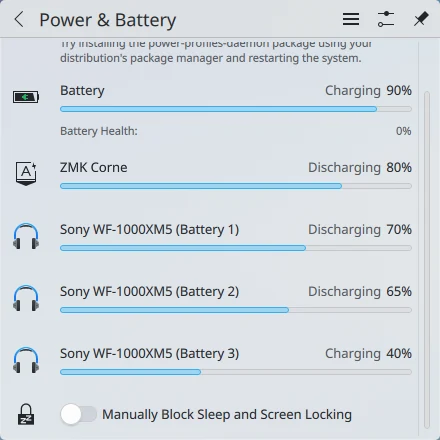 Power & Battery
Try installing the power-profiles-daemon package using your
distribution's package manager and restarting the system.
Battery Charging 90%
Battery Health: 0%
ZMK Corne Discharging 80%
Sony WF-1000XM5 (Battery 1) Discharging 70%
Sony WF-1000XM5 (Battery 2) Discharging 65%
Sony WF-1000XM5 (Battery 3) Charging 40%
Manually Block Sleep and Screen Locking